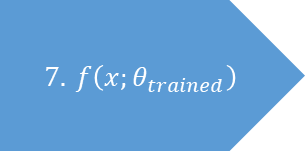 7. f(x; θ_trained)